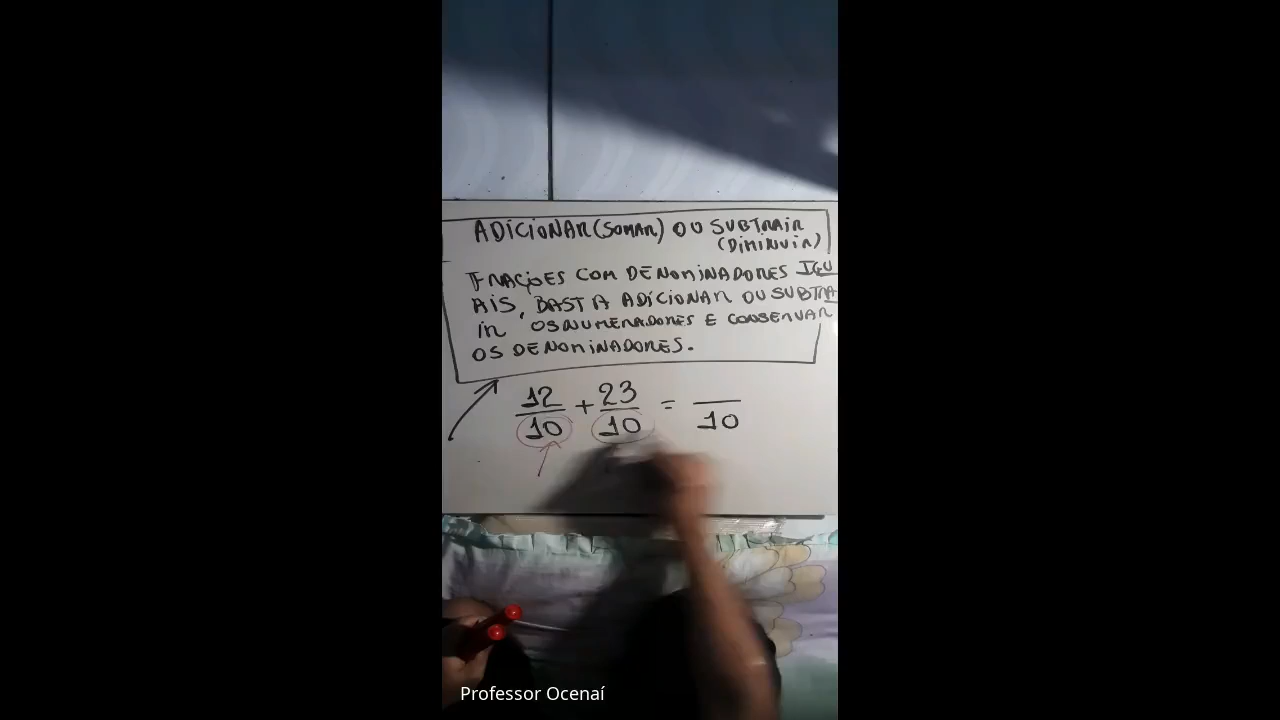 ADICIONAR (SOMAR) OU SUBTRAIR
(DIMINUIR)
FRAÇÕES COM DENOMINADORES IGU
AIS, BASTA ADICIONAR OU SUBTRA
IR OS NUMERADORES E CONSERVAR
OS DENOMINADORES.
12/10 + 23/10 = /10
Professor Ocenaí